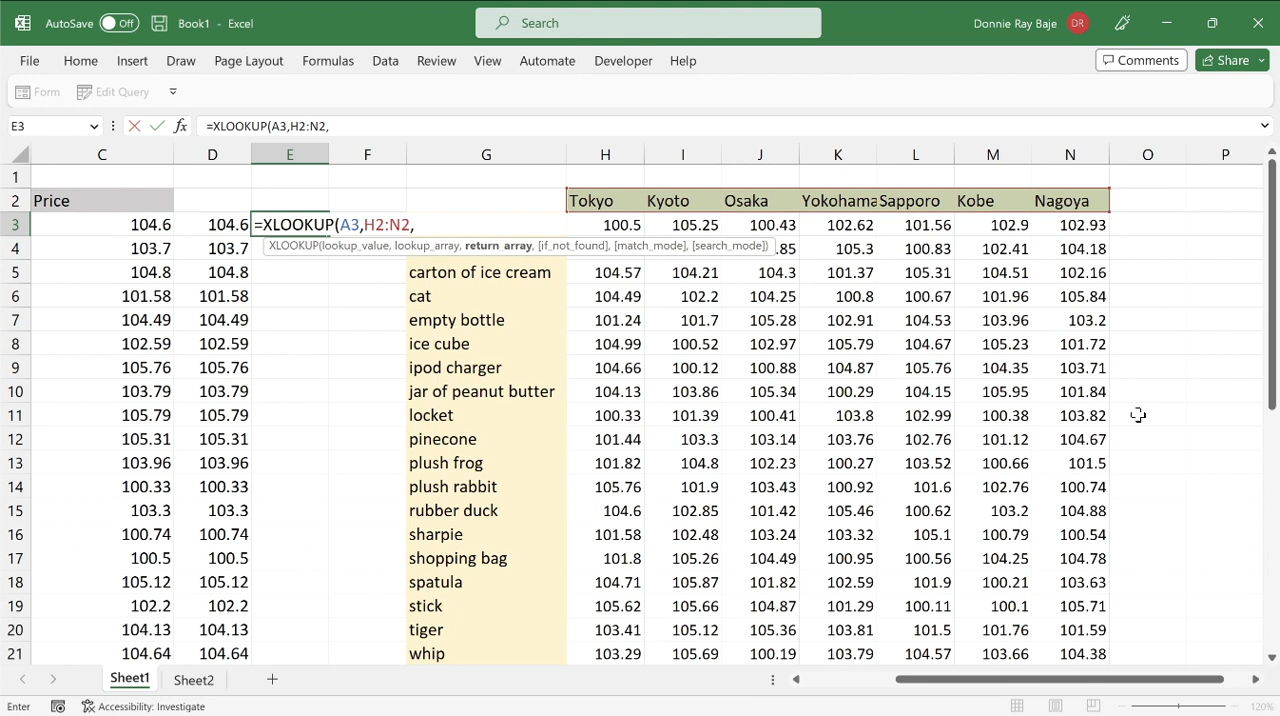 AutoSave Off Book1 - Excel Search Donnie Ray Baje DR
File Home Insert Draw Page Layout Formulas Data Review View Automate Developer Help Comments Share
Form Edit Query
E3 fx =XLOOKUP(A3,H2:N2,
C D E F G H I J K L M N O P
1
2 Price Tokyo Kyoto Osaka Yokohama Sapporo Kobe Nagoya
3 104.6 104.6 =XLOOKUP(A3,H2:N2, 100.5 105.25 100.43 102.62 101.56 102.9 102.93
4 103.7 103.7 XLOOKUP(lookup_value, lookup_array, return_array, [if_not_found], [match_mode], [search_mode]) .85 105.3 100.83 102.41 104.18
5 104.8 104.8 carton of ice cream 104.57 104.21 104.3 101.37 105.31 104.51 102.16
6 101.58 101.58 cat 104.49 102.2 104.25 100.8 100.67 101.96 105.84
7 104.49 104.49 empty bottle 101.24 101.7 105.28 102.91 104.53 103.96 103.2
8 102.59 102.59 ice cube 104.99 100.52 102.97 105.79 104.67 105.23 101.72
9 105.76 105.76 ipod charger 104.66 100.12 100.88 104.87 105.76 104.35 103.71
10 103.79 103.79 jar of peanut butter 104.13 103.86 105.34 100.29 104.15 105.95 101.84
11 105.79 105.79 locket 100.33 101.39 100.41 103.8 102.99 100.38 103.82
12 105.31 105.31 pinecone 101.44 103.3 103.14 103.76 102.76 101.12 104.67
13 103.96 103.96 plush frog 101.82 104.8 102.23 100.27 103.52 100.66 101.5
14 100.33 100.33 plush rabbit 105.76 101.9 103.43 100.92 101.6 102.76 100.74
15 103.3 103.3 rubber duck 104.6 102.85 101.42 105.46 100.62 103.2 104.88
16 100.74 100.74 sharpie 101.58 102.48 103.24 103.32 105.1 100.79 100.54
17 100.5 100.5 shopping bag 101.8 105.26 104.49 100.95 100.56 104.25 104.78
18 105.12 105.12 spatula 104.71 105.87 101.82 102.59 101.9 100.21 103.63
19 102.2 102.2 stick 105.62 105.66 104.87 101.29 100.11 100.1 105.71
20 104.13 104.13 tiger 103.41 105.12 105.36 103.81 101.5 101.76 101.59
21 104.64 104.64 whip 103.29 105.69 100.19 103.79 104.57 103.66 104.38
Sheet1 Sheet2
Enter Accessibility: Investigate 120%